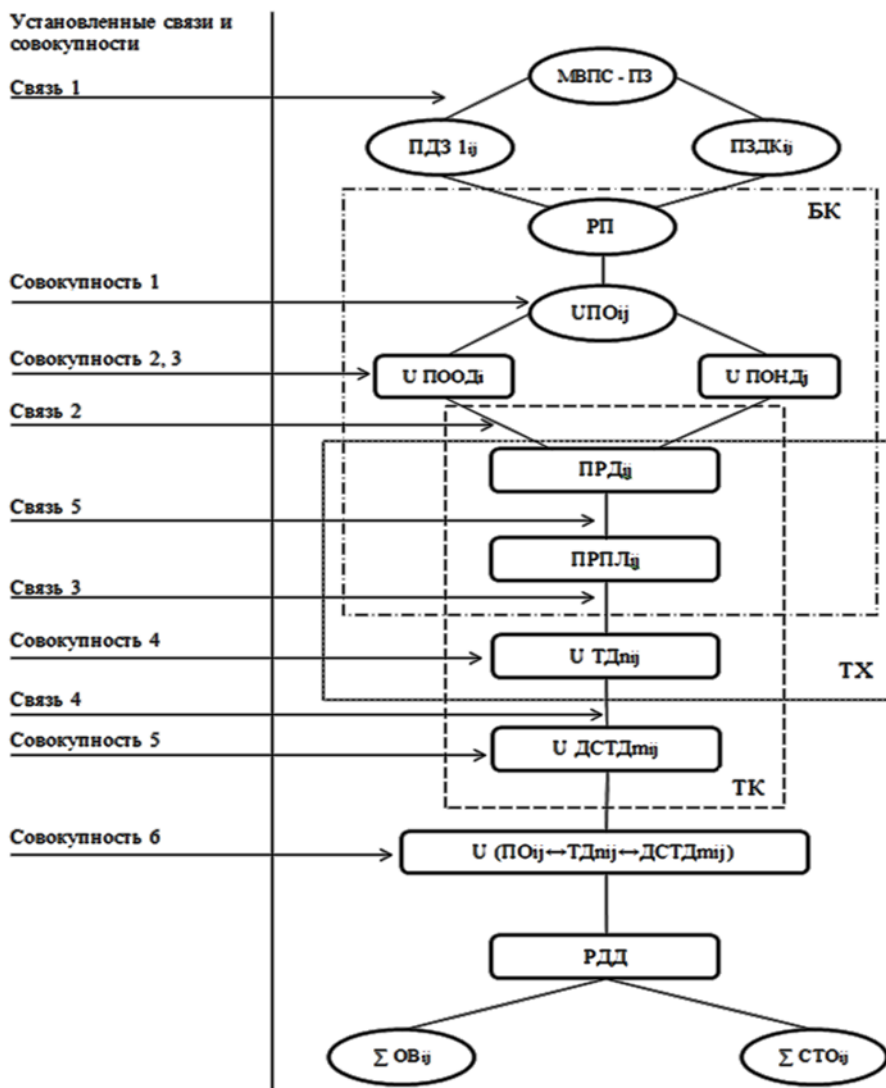 Установленные связи и
совокупности
Связь 1
МВПС - ПЗ
ПДЗ 1ij
ПЗДКij
БК
РП
Совокупность 1
UПОij
Совокупность 2, 3
U ПООДi
U ПОНДj
Связь 2
ПРДij
Связь 5
ПРПЛij
Связь 3
Совокупность 4
U ТДnij
ТХ
Связь 4
Совокупность 5
U ДСТДmij
ТК
Совокупность 6
U (ПОij↔ТДnij↔ДСТДmij)
РДД
∑ ОВij
∑ СТОij